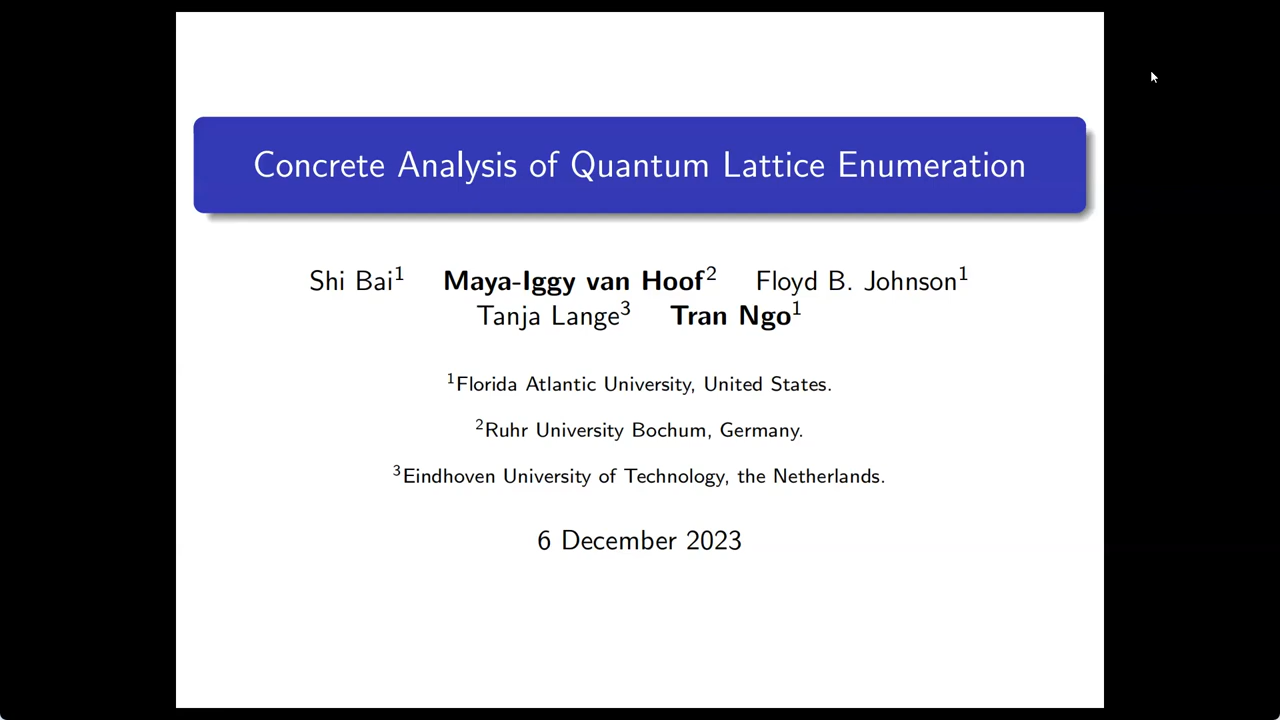 Concrete Analysis of Quantum Lattice Enumeration
Shi Bai¹ Maya-Iggy van Hoof² Floyd B. Johnson¹
Tanja Lange³ Tran Ngo¹
¹Florida Atlantic University, United States.
²Ruhr University Bochum, Germany.
³Eindhoven University of Technology, the Netherlands.
6 December 2023